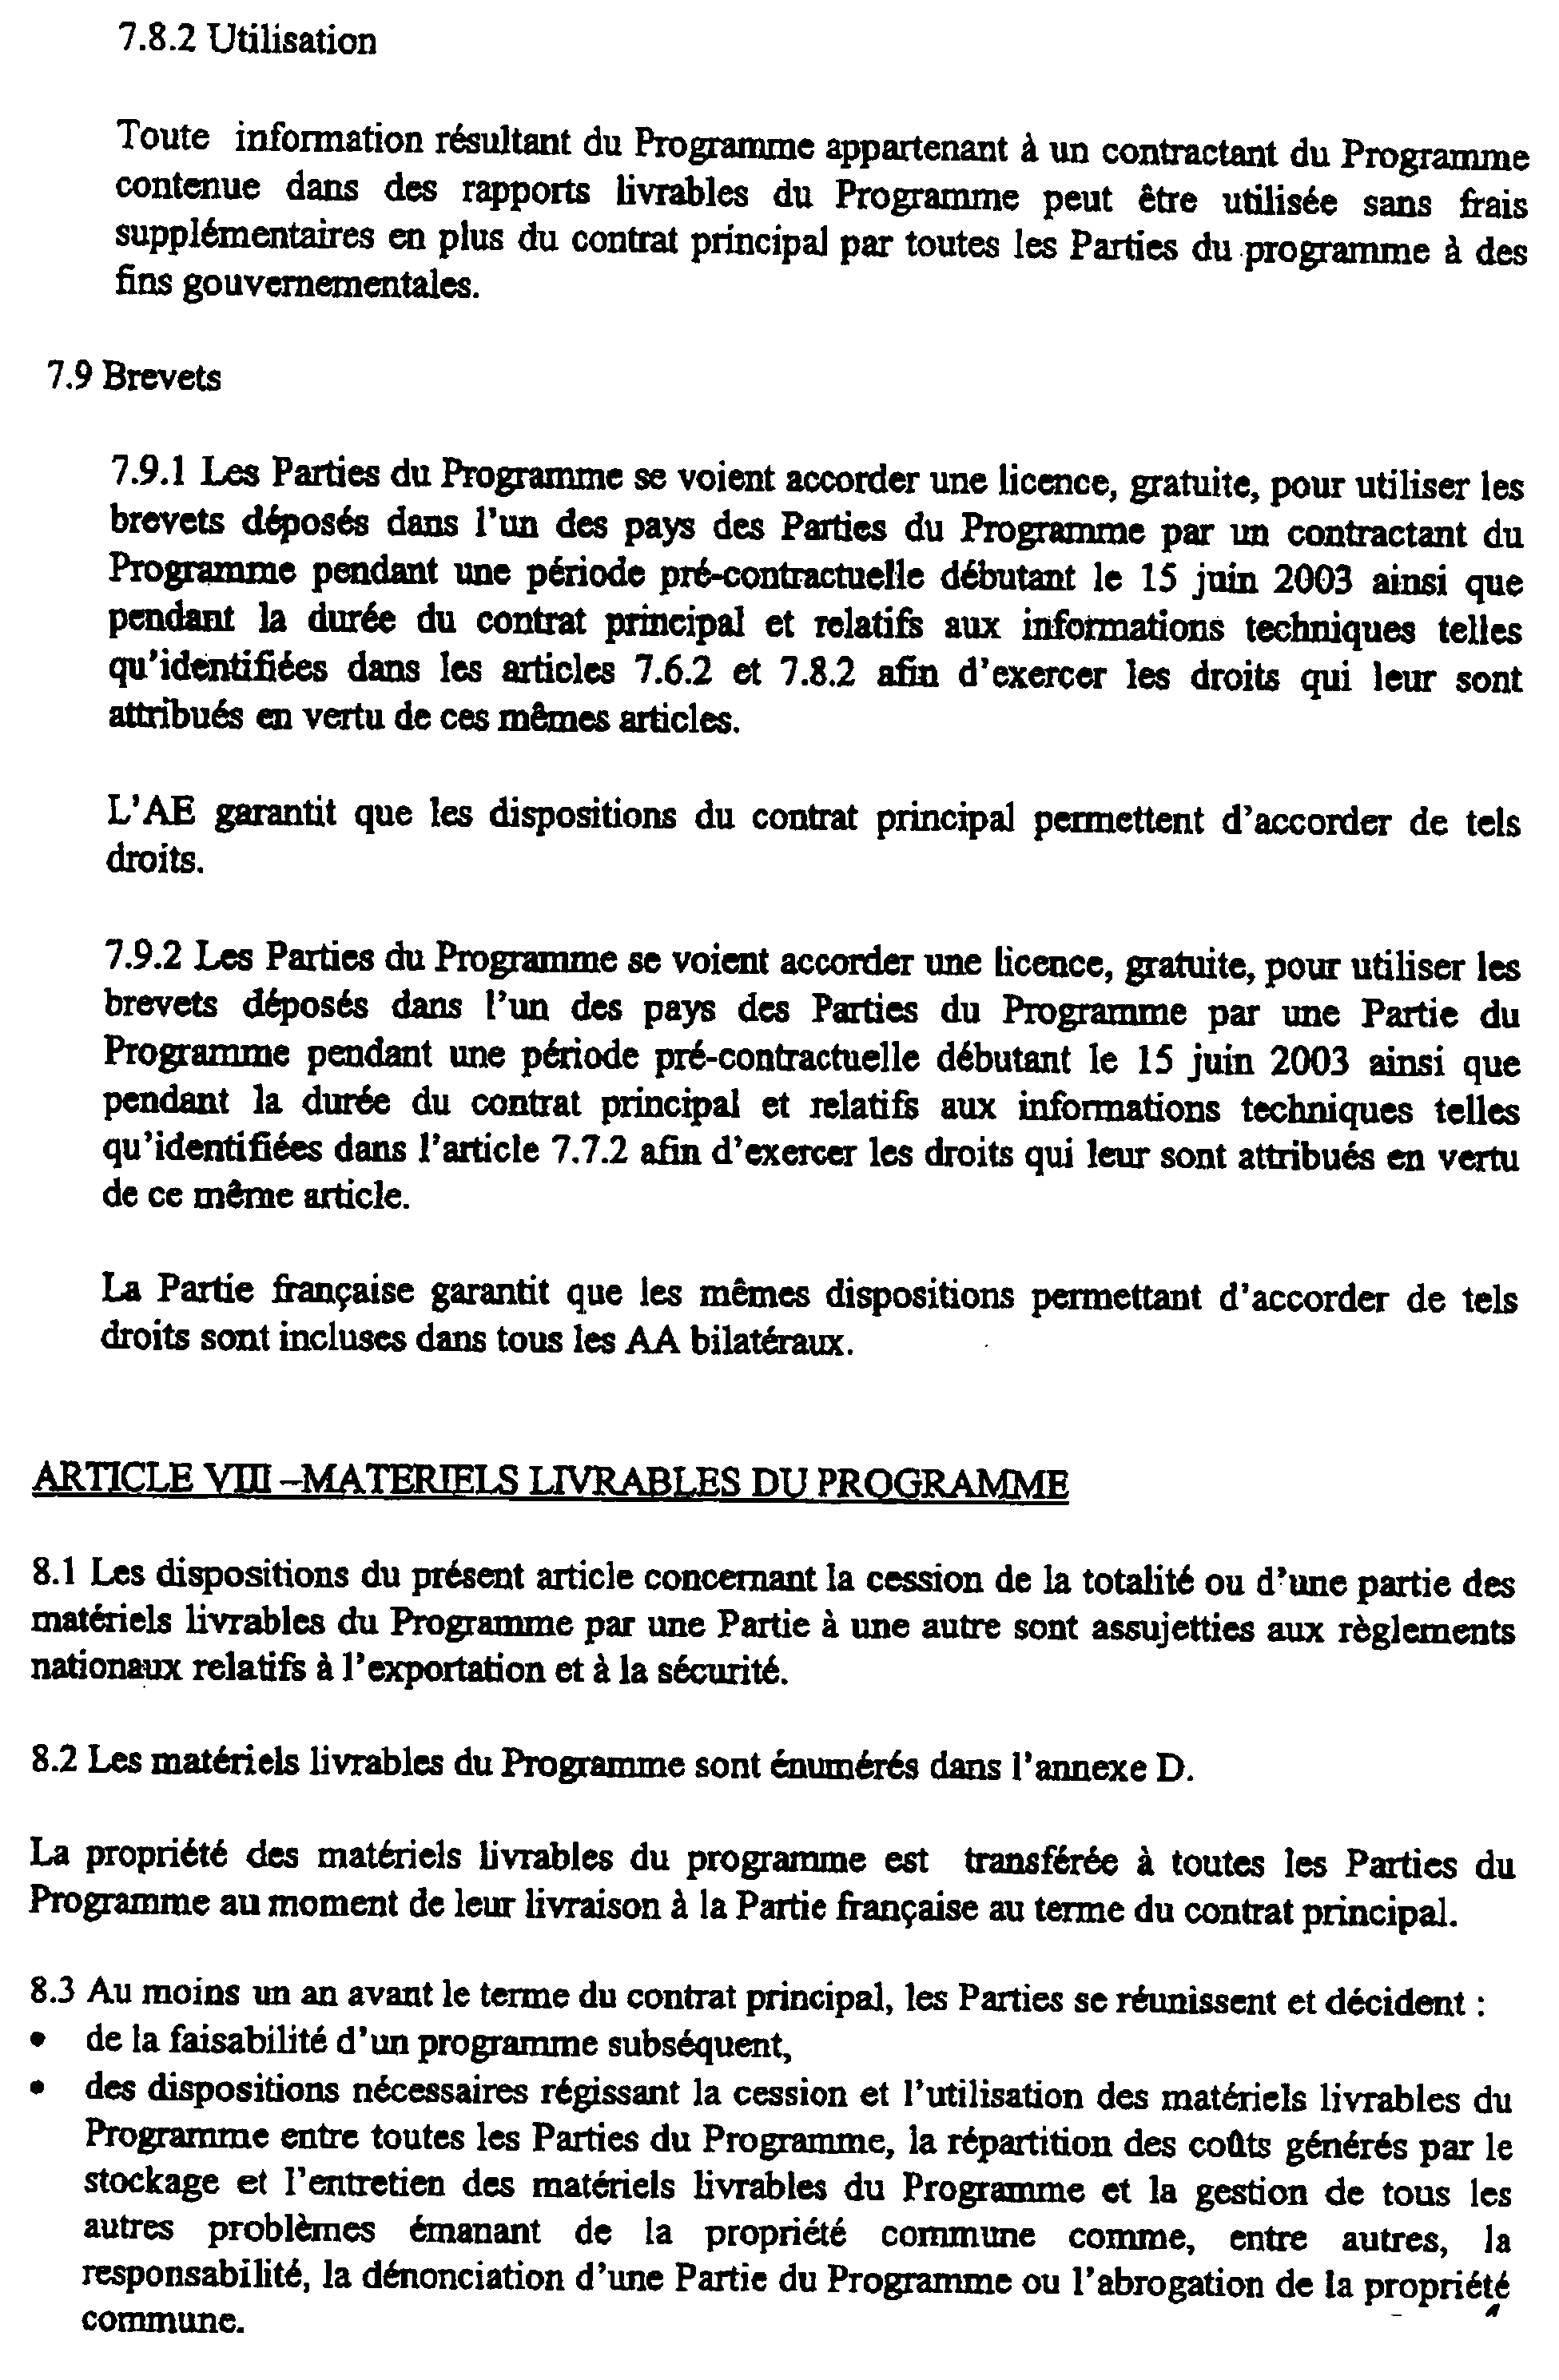 7.8.2 Utilisation
Toute information résultant du Programme appartenant à un contractant du Programme
contenue dans des rapports livrables du Programme peut être utilisée sans frais
supplémentaires en plus du contrat principal par toutes les Parties du programme à des
fins gouvernementales.
7.9 Brevets
7.9.1 Les Parties du Programme se voient accorder une licence, gratuite, pour utiliser les
brevets déposés dans l'un des pays des Parties du Programme par un contractant du
Programme pendant une période pré-contractuelle débutant le 15 juin 2003 ainsi que
pendant la durée du contrat principal et relatifs aux informations techniques telles
qu'identifiées dans les articles 7.6.2 et 7.8.2 afin d'exercer les droits qui leur sont
attribués en vertu de ces mêmes articles.
L'AE garantit que les dispositions du contrat principal permettent d'accorder de tels
droits.
7.9.2 Les Parties du Programme se voient accorder une licence, gratuite, pour utiliser les
brevets déposés dans l'un des pays des Parties du Programme par une Partie du
Programme pendant une période pré-contractuelle débutant le 15 juin 2003 ainsi que
pendant la durée du contrat principal et relatifs aux informations techniques telles
qu'identifiées dans l'article 7.7.2 afin d'exercer les droits qui leur sont attribués en vertu
de ce même article.
La Partie française garantit que les mêmes dispositions permettant d'accorder de tels
droits sont incluses dans tous les AA bilatéraux.
ARTICLE VIII –MATERIELS LIVRABLES DU PROGRAMME
8.1 Les dispositions du présent article concernant la cession de la totalité ou d'une partie des
matériels livrables du Programme par une Partie à une autre sont assujetties aux règlements
nationaux relatifs à l'exportation et à la sécurité.
8.2 Les matériels livrables du Programme sont énumérés dans l'annexe D.
La propriété des matériels livrables du programme est transférée à toutes les Parties du
Programme au moment de leur livraison à la Partie française au terme du contrat principal.
8.3 Au moins un an avant le terme du contrat principal, les Parties se réunissent et décident :
• de la faisabilité d'un programme subséquent,
• des dispositions nécessaires régissant la cession et l'utilisation des matériels livrables du
Programme entre toutes les Parties du Programme, la répartition des coûts générés par le
stockage et l'entretien des matériels livrables du Programme et la gestion de tous les
autres problèmes émanant de la propriété commune comme, entre autres, la
responsabilité, la dénonciation d'une Partie du Programme ou l'abrogation de la propriété
commune.